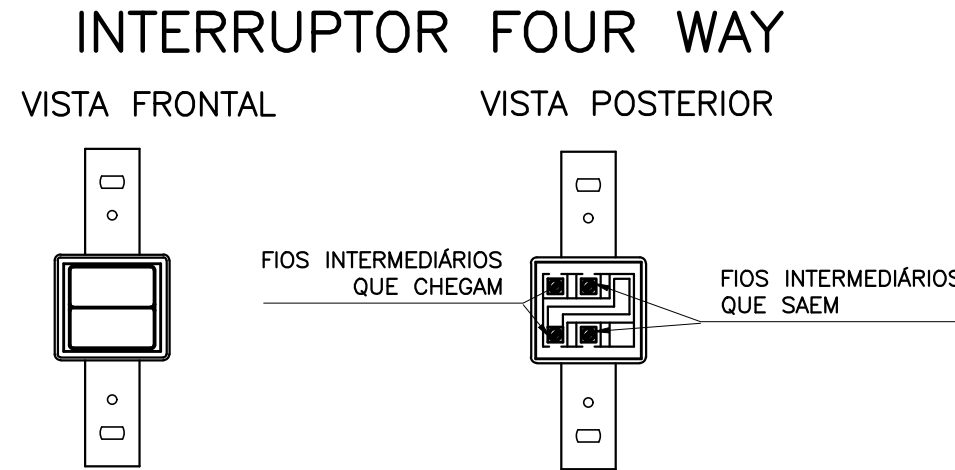 INTERRUPTOR FOUR WAY
VISTA FRONTAL
VISTA POSTERIOR
FIOS INTERMEDIÁRIOS
QUE CHEGAM
FIOS INTERMEDIÁRIOS
QUE SAEM